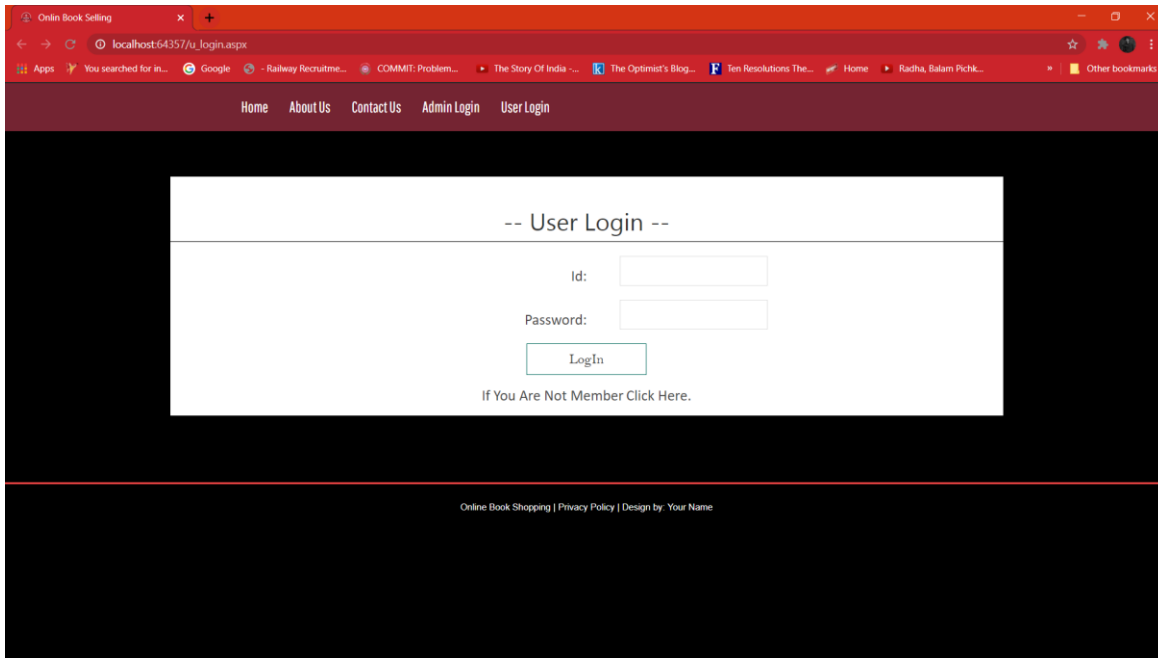 Onlin Book Selling
localhost:64357/u_login.aspx
Apps You searched for in... Google - Railway Recruitme... COMMIT: Problem... The Story Of India -... The Optimist's Blog... Ten Resolutions The... Home Radha, Balam Pichk... » Other bookmarks
Home About Us Contact Us Admin Login User Login
-- User Login --
Id:
Password:
LogIn
If You Are Not Member Click Here.
Online Book Shopping | Privacy Policy | Design by: Your Name